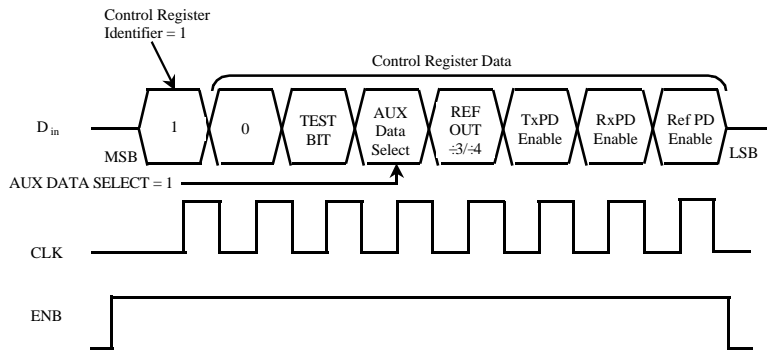 Control Register
Identifier = 1
Control Register Data
D in
MSB
1
0
TEST
BIT
AUX
Data
Select
REF
OUT
÷3/÷4
TxPD
Enable
RxPD
Enable
Ref PD
Enable
LSB
AUX DATA SELECT = 1
CLK
ENB